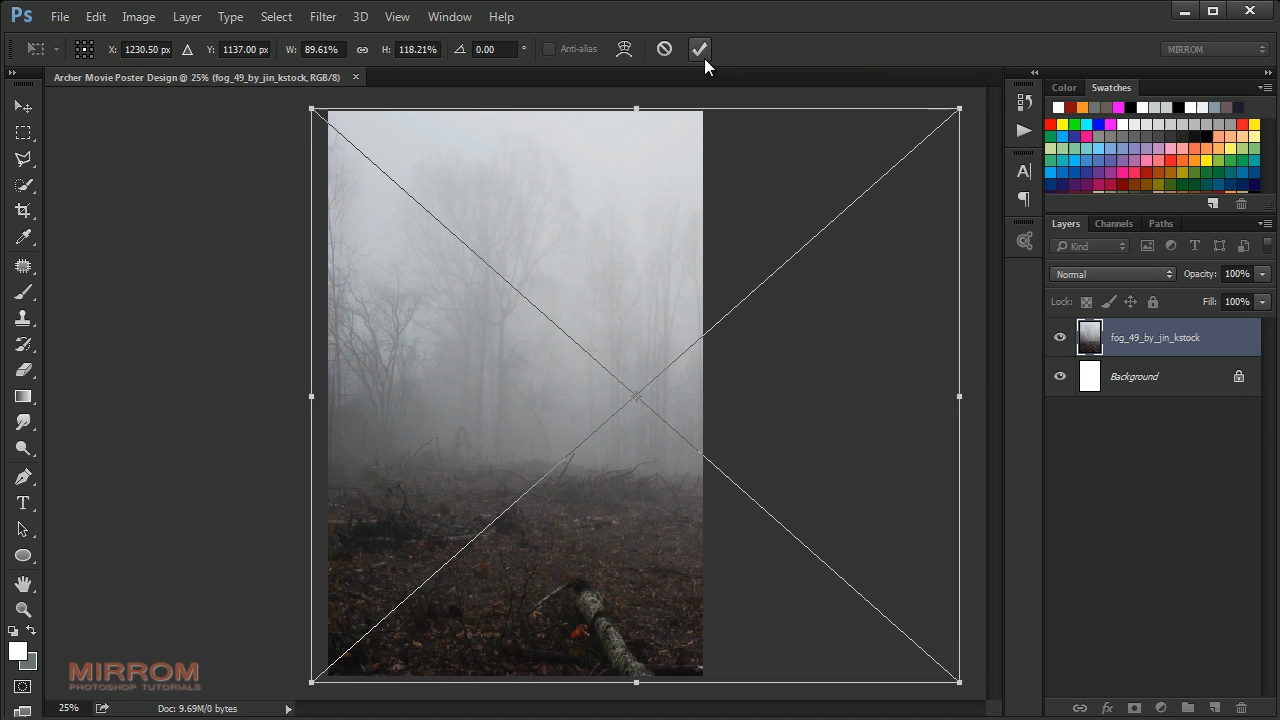 Ps File Edit Image Layer Type Select Filter 3D View Window Help
X: 1230.50 px Y: 1137.00 px W: 89.61% H: 118.21% 0.00 ° Anti-alias MIRROM
Archer Movie Poster Design @ 25% (fog_49_by_jin_kstock, RGB/8) ×
Color Swatches
Layers Channels Paths
Kind
Normal Opacity: 100%
Lock: Fill: 100%
fog_49_by_jin_kstock
Background
MIRROM
PHOTOSHOP TUTORIALS
25% Doc: 9.69M/0 bytes